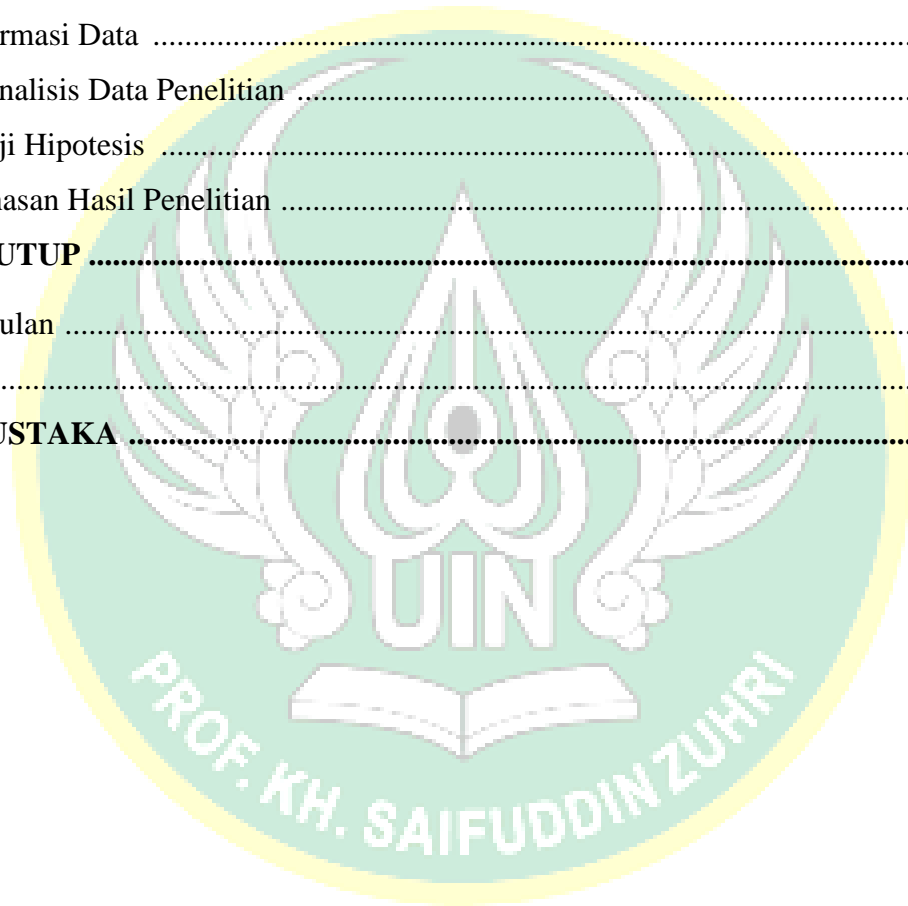 rmasi Data ........................................................................................................
nalisis Data Penelitian ....................................................................................
ji Hipotesis .......................................................................................................
hasan Hasil Penelitian .......................................................................................
UTUP ...............................................................................................................
ulan ...................................................................................................................
............................................................................................................................
USTAKA ..........................................................................................................
UIN
PROF. KH. SAIFUDDIN ZUHRI